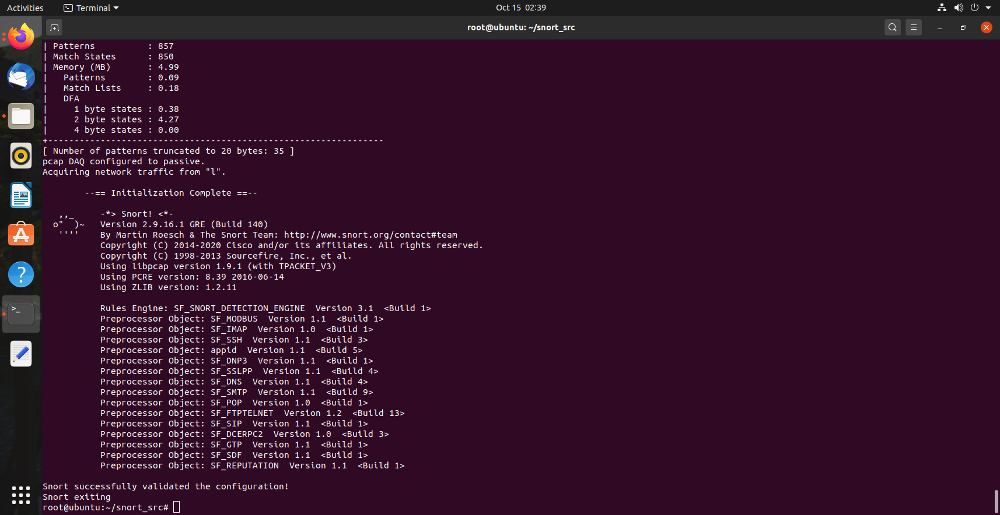 Activities Terminal Oct 15 02:39
root@ubuntu: ~/snort_src
| Patterns          : 857
| Match States      : 850
| Memory (MB)       : 4.99
|   Patterns        : 0.09
|   Match Lists     : 0.18
|   DFA
|     1 byte states : 0.38
|     2 byte states : 4.27
|     4 byte states : 0.00
+----------------------------------------------------------------
[ Number of patterns truncated to 20 bytes: 35 ]
pcap DAQ configured to passive.
Acquiring network traffic from "l".
        --== Initialization Complete ==--
   ,,_     -*> Snort! <*-
  o"  )~   Version 2.9.16.1 GRE (Build 140)
   ''''    By Martin Roesch & The Snort Team: http://www.snort.org/contact#team
           Copyright (C) 2014-2020 Cisco and/or its affiliates. All rights reserved.
           Copyright (C) 1998-2013 Sourcefire, Inc., et al.
           Using libpcap version 1.9.1 (with TPACKET_V3)
           Using PCRE version: 8.39 2016-06-14
           Using ZLIB version: 1.2.11
           Rules Engine: SF_SNORT_DETECTION_ENGINE  Version 3.1  <Build 1>
           Preprocessor Object: SF_MODBUS  Version 1.1  <Build 1>
           Preprocessor Object: SF_IMAP  Version 1.0  <Build 1>
           Preprocessor Object: SF_SSH  Version 1.1  <Build 3>
           Preprocessor Object: appid  Version 1.1  <Build 5>
           Preprocessor Object: SF_DNP3  Version 1.1  <Build 1>
           Preprocessor Object: SF_SSLPP  Version 1.1  <Build 4>
           Preprocessor Object: SF_DNS  Version 1.1  <Build 4>
           Preprocessor Object: SF_SMTP  Version 1.1  <Build 9>
           Preprocessor Object: SF_POP  Version 1.0  <Build 1>
           Preprocessor Object: SF_FTPTELNET  Version 1.2  <Build 13>
           Preprocessor Object: SF_SIP  Version 1.1  <Build 1>
           Preprocessor Object: SF_DCERPC2  Version 1.0  <Build 3>
           Preprocessor Object: SF_GTP  Version 1.1  <Build 1>
           Preprocessor Object: SF_SDF  Version 1.1  <Build 1>
           Preprocessor Object: SF_REPUTATION  Version 1.1  <Build 1>
Snort successfully validated the configuration!
Snort exiting
root@ubuntu:~/snort_src#